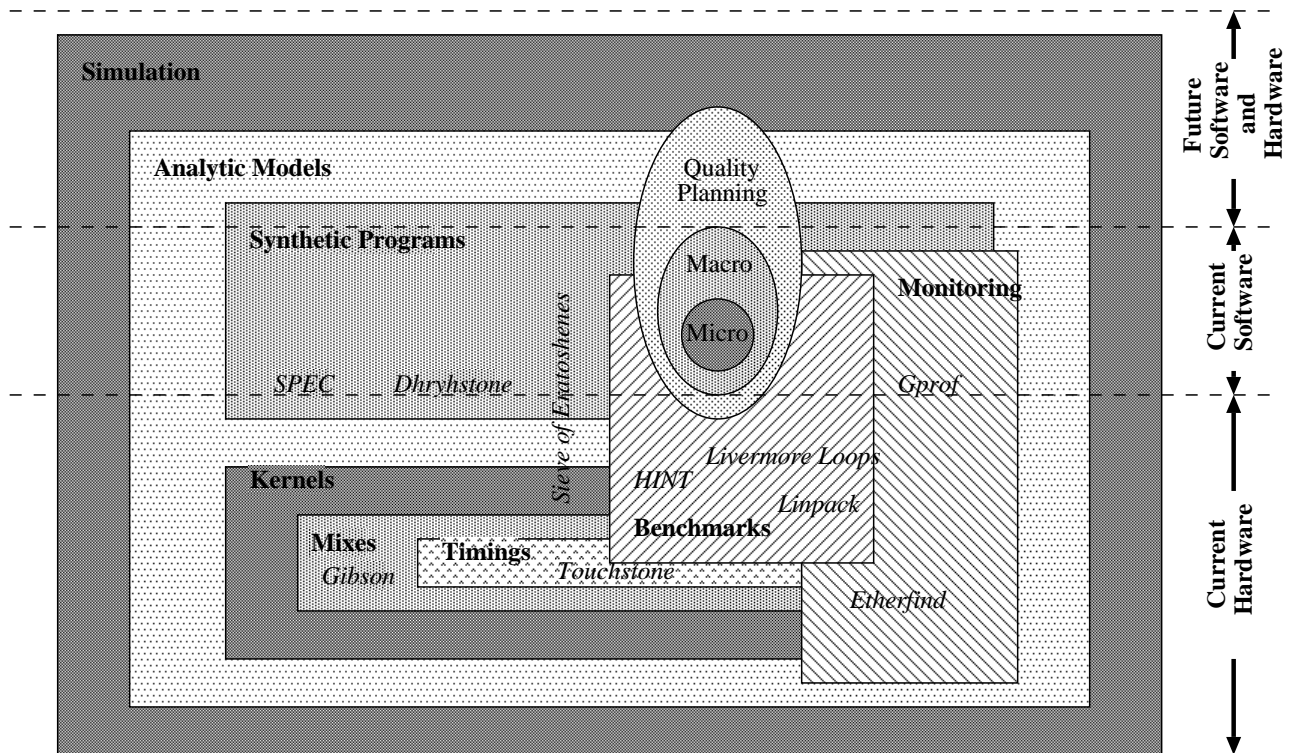 Simulation
Analytic Models
Quality
Planning
Synthetic Programs
Macro
Monitoring
Micro
SPEC
Dhryhstone
Sieve of Eratoshenes
Gprof
Livermore Loops
HINT
Kernels
Linpack
Benchmarks
Mixes
Timings
Gibson
Touchstone
Etherfind
Future
Software
and
Hardware
Current
Software
Current
Hardware